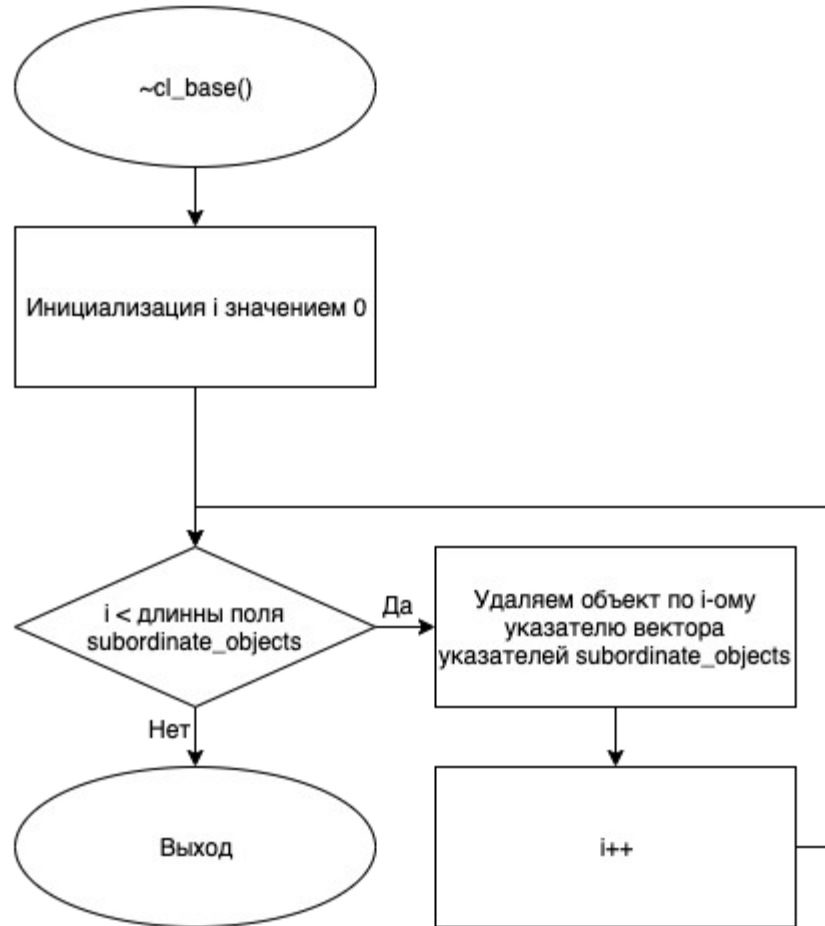 ~cl_base()
Инициализация i значением 0
i < длинны поля
subordinate_objects
Да
Удаляем объект по i-ому
указателю вектора
указателей subordinate_objects
Нет
Выход
i++